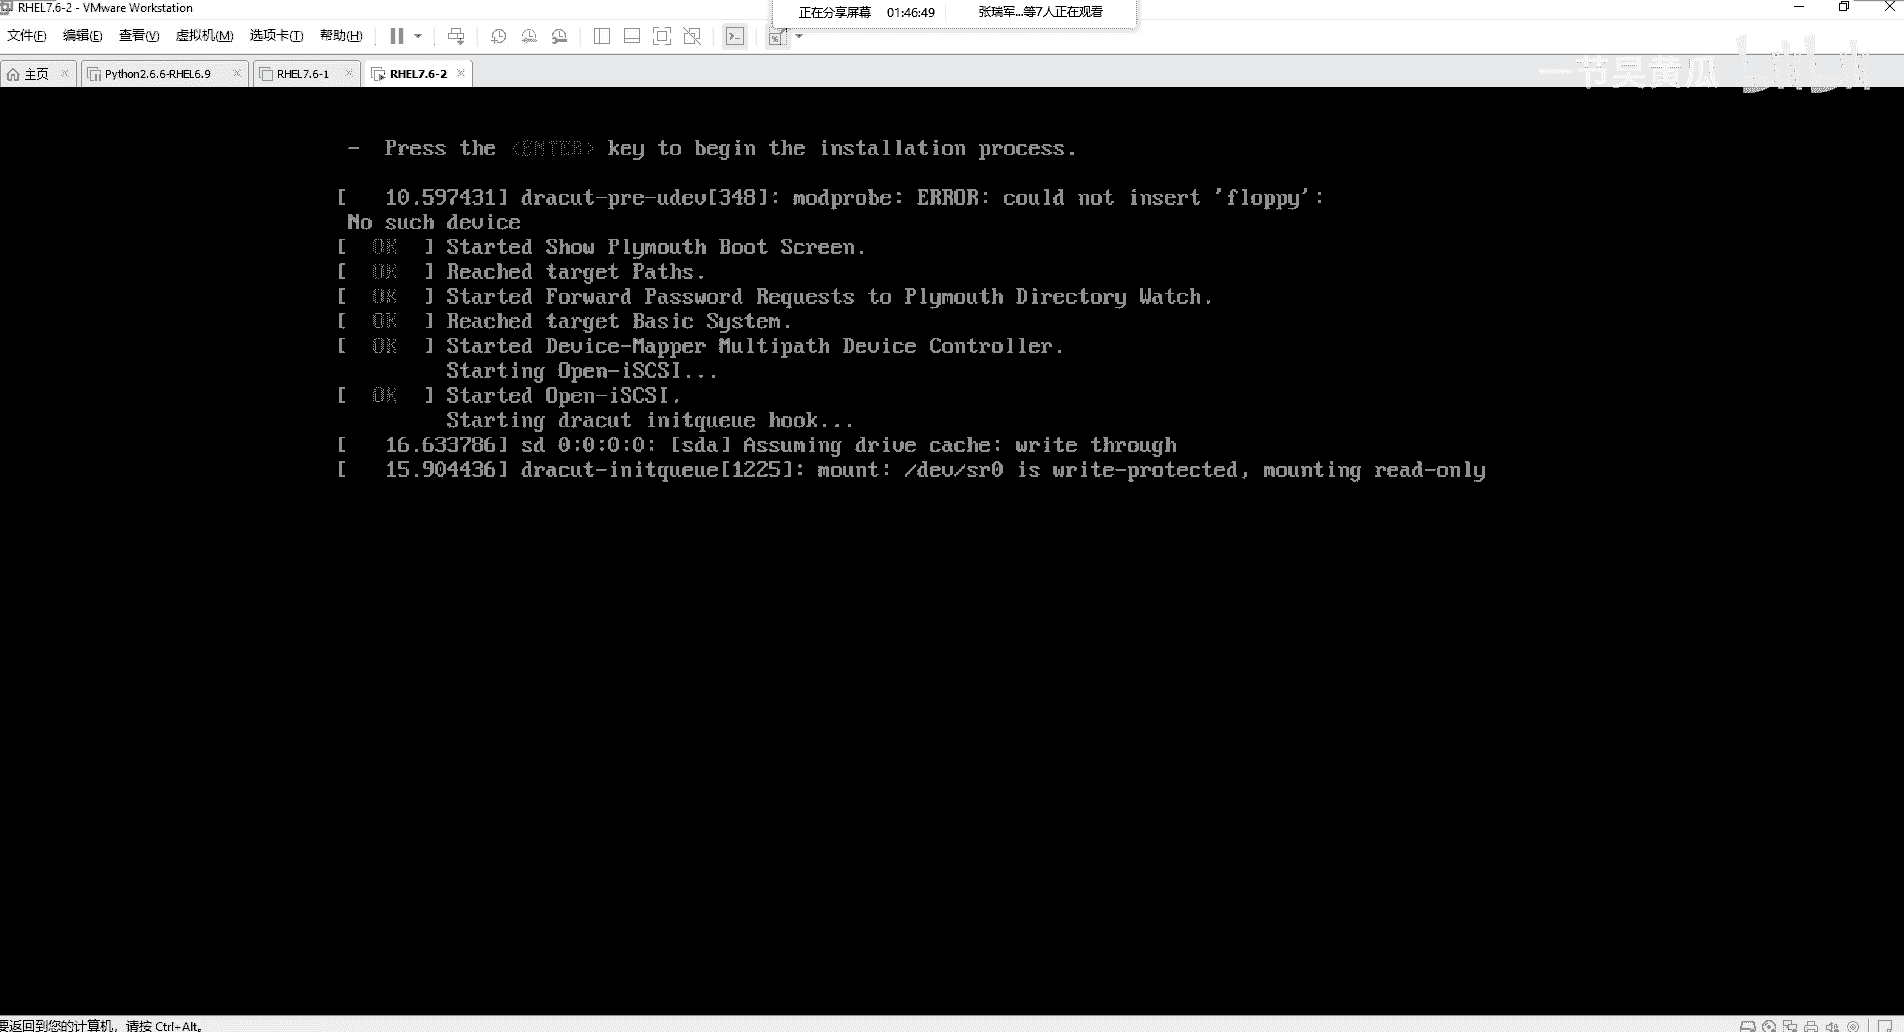 RHEL7.6-2 - VMware Workstation
正在分享屏幕 01:46:49 张瑞军...等7人正在观看
文件(F) 编辑(E) 查看(V) 虚拟机(M) 选项卡(T) 帮助(H)
主页 Python2.6.6-RHEL6.9 RHEL7.6-1 RHEL7.6-2
一节吴黄瓜 bilibili
- Press the <ENTER> key to begin the installation process.
[ 10.597431] dracut-pre-udev[348]: modprobe: ERROR: could not insert 'floppy':
No such device
[ OK ] Started Show Plymouth Boot Screen.
[ OK ] Reached target Paths.
[ OK ] Started Forward Password Requests to Plymouth Directory Watch.
[ OK ] Reached target Basic System.
[ OK ] Started Device-Mapper Multipath Device Controller.
Starting Open-iSCSI...
[ OK ] Started Open-iSCSI.
Starting dracut initqueue hook...
[ 16.633786] sd 0:0:0:0: [sda] Assuming drive cache: write through
[ 15.904436] dracut-initqueue[1225]: mount: /dev/sr0 is write-protected, mounting read-only
要返回到您的计算机，请按 Ctrl+Alt。